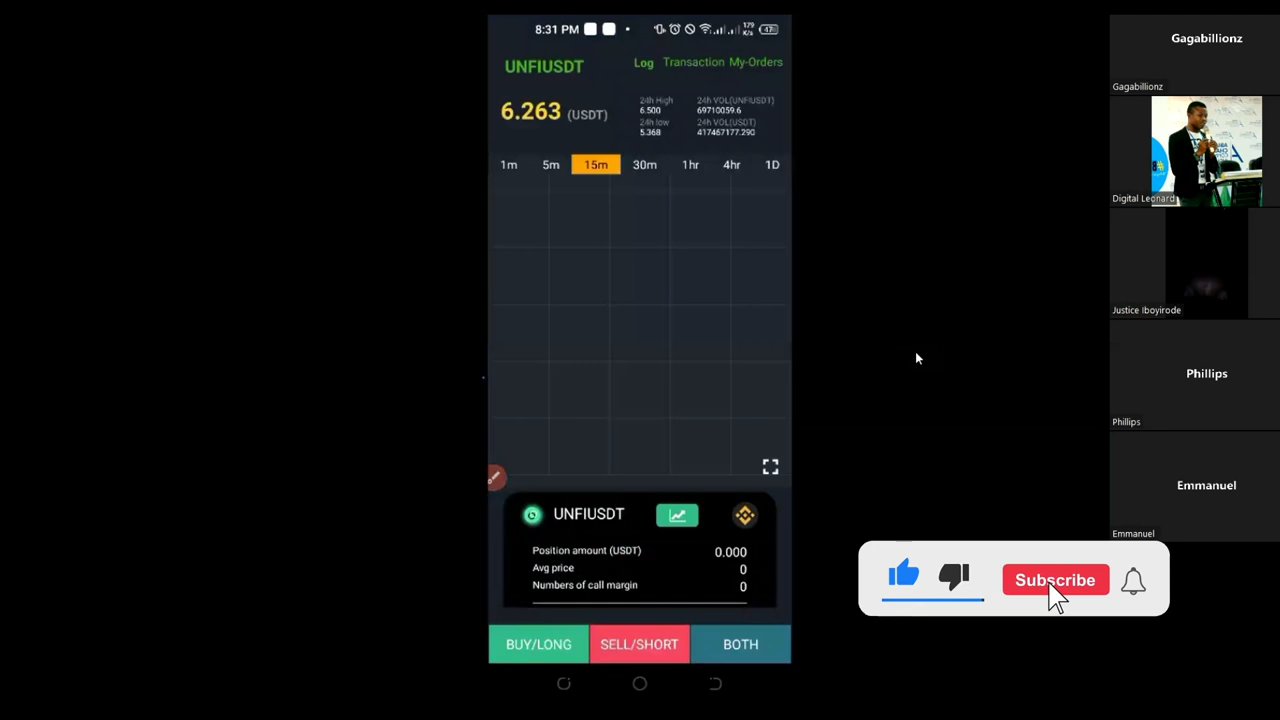 8:31 PM
179
K/s
47
UNFIUSDT
Log
Transaction
My-Orders
6.263 (USDT)
24h High
6.500
24h low
5.368
24h VOL(UNFIUSDT)
69710059.6
24h VOL(USDT)
417467177.290
1m 5m 15m 30m 1hr 4hr 1D
UNFIUSDT
Position amount (USDT) 0.000
Avg price 0
Numbers of call margin 0
BUY/LONG SELL/SHORT BOTH
Gagabillionz
Gagabillionz
Digital Leonard
Justice Iboyirode
Phillips
Phillips
Emmanuel
Emmanuel
Subscribe